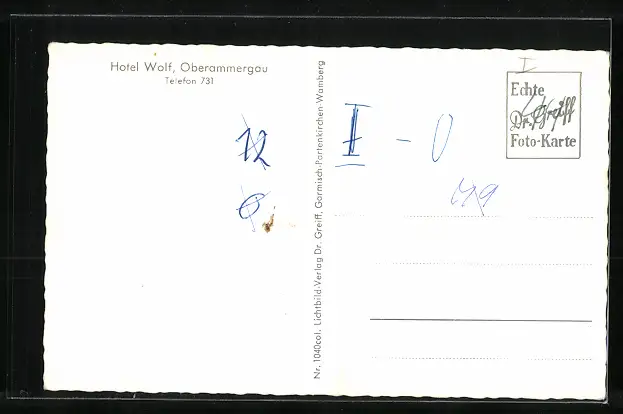 Hotel Wolf, Oberammergau
Telefon 731
12
Nr. 1040col. Lichtbild-Verlag Dr. Greiff, Garmisch-Partenkirchen-Wamberg
I - 0
49
I
Echte
Dr. Greiff
Foto-Karte